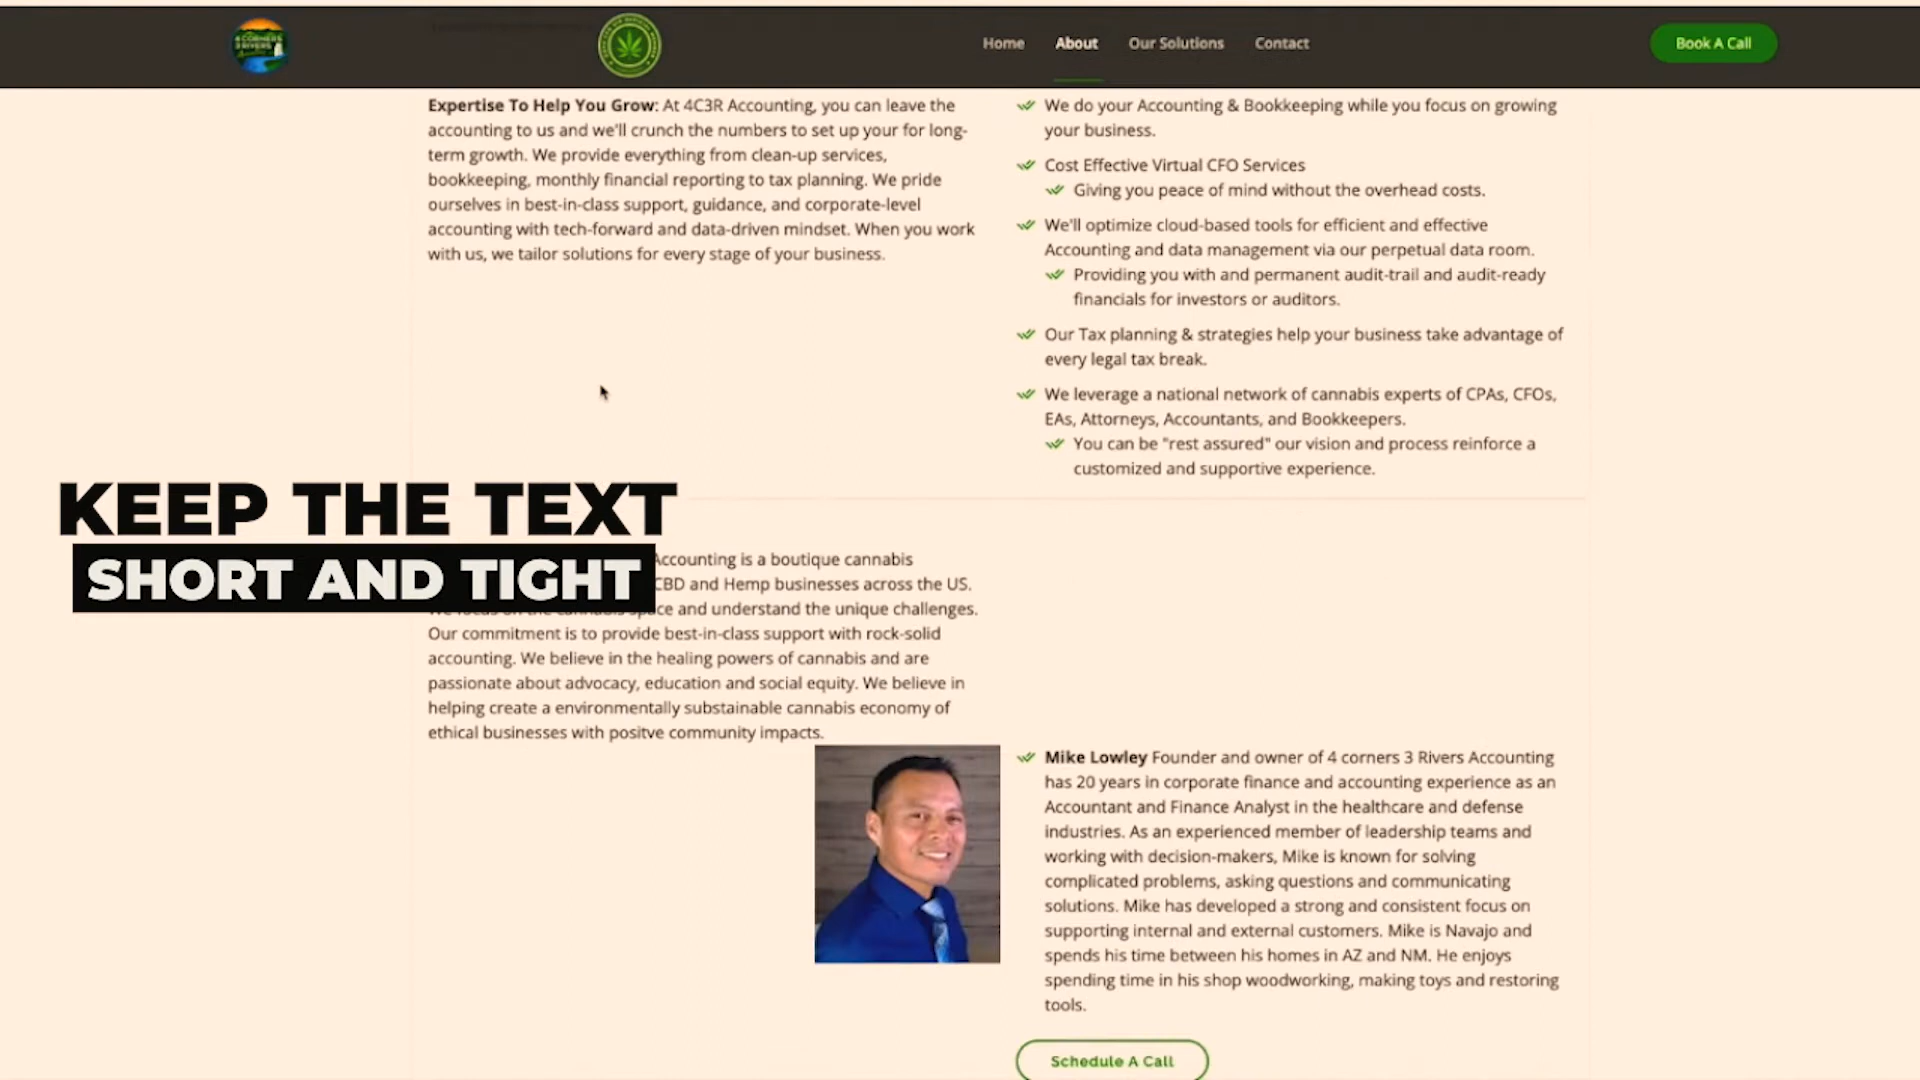 Home
About
Our Solutions
Contact
Book A Call
Expertise To Help You Grow: At 4C3R Accounting, you can leave the
accounting to us and we'll crunch the numbers to set up your for long-
term growth. We provide everything from clean-up services,
bookkeeping, monthly financial reporting to tax planning. We pride
ourselves in best-in-class support, guidance, and corporate-level
accounting with tech-forward and data-driven mindset. When you work
with us, we tailor solutions for every stage of your business.
We do your Accounting & Bookkeeping while you focus on growing
your business.
Cost Effective Virtual CFO Services
Giving you peace of mind without the overhead costs.
We'll optimize cloud-based tools for efficient and effective
Accounting and data management via our perpetual data room.
Providing you with and permanent audit-trail and audit-ready
financials for investors or auditors.
Our Tax planning & strategies help your business take advantage of
every legal tax break.
We leverage a national network of cannabis experts of CPAs, CFOs,
EAs, Attorneys, Accountants, and Bookkeepers.
You can be "rest assured" our vision and process reinforce a
customized and supportive experience.
KEEP THE TEXT
SHORT AND TIGHT
Accounting is a boutique cannabis
CBD and Hemp businesses across the US.
and understand the unique challenges.
Our commitment is to provide best-in-class support with rock-solid
accounting. We believe in the healing powers of cannabis and are
passionate about advocacy, education and social equity. We believe in
helping create a environmentally substainable cannabis economy of
ethical businesses with positve community impacts.
Mike Lowley Founder and owner of 4 corners 3 Rivers Accounting
has 20 years in corporate finance and accounting experience as an
Accountant and Finance Analyst in the healthcare and defense
industries. As an experienced member of leadership teams and
working with decision-makers, Mike is known for solving
complicated problems, asking questions and communicating
solutions. Mike has developed a strong and consistent focus on
supporting internal and external customers. Mike is Navajo and
spends his time between his homes in AZ and NM. He enjoys
spending time in his shop woodworking, making toys and restoring
tools.
Schedule A Call